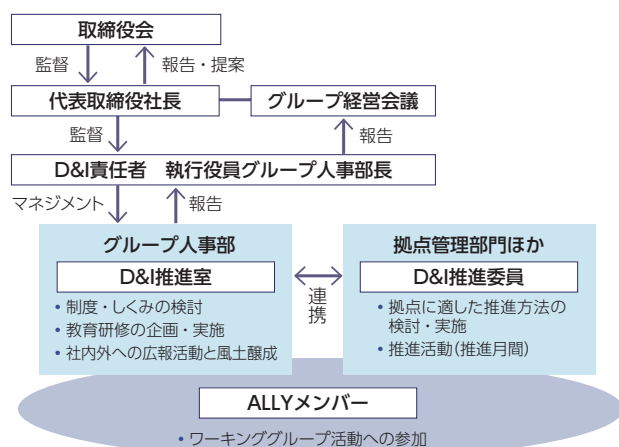 取締役会
監督
報告・提案
代表取締役社長
グループ経営会議
監督
報告
D&I責任者 執行役員グループ人事部長
マネジメント
報告
グループ人事部
D&I推進室
• 制度・しくみの検討
• 教育研修の企画・実施
• 社内外への広報活動と風土醸成
連携
拠点管理部門ほか
D&I推進委員
• 拠点に適した推進方法の
検討・実施
• 推進活動(推進月間)
ALLYメンバー
• ワーキンググループ活動への参加